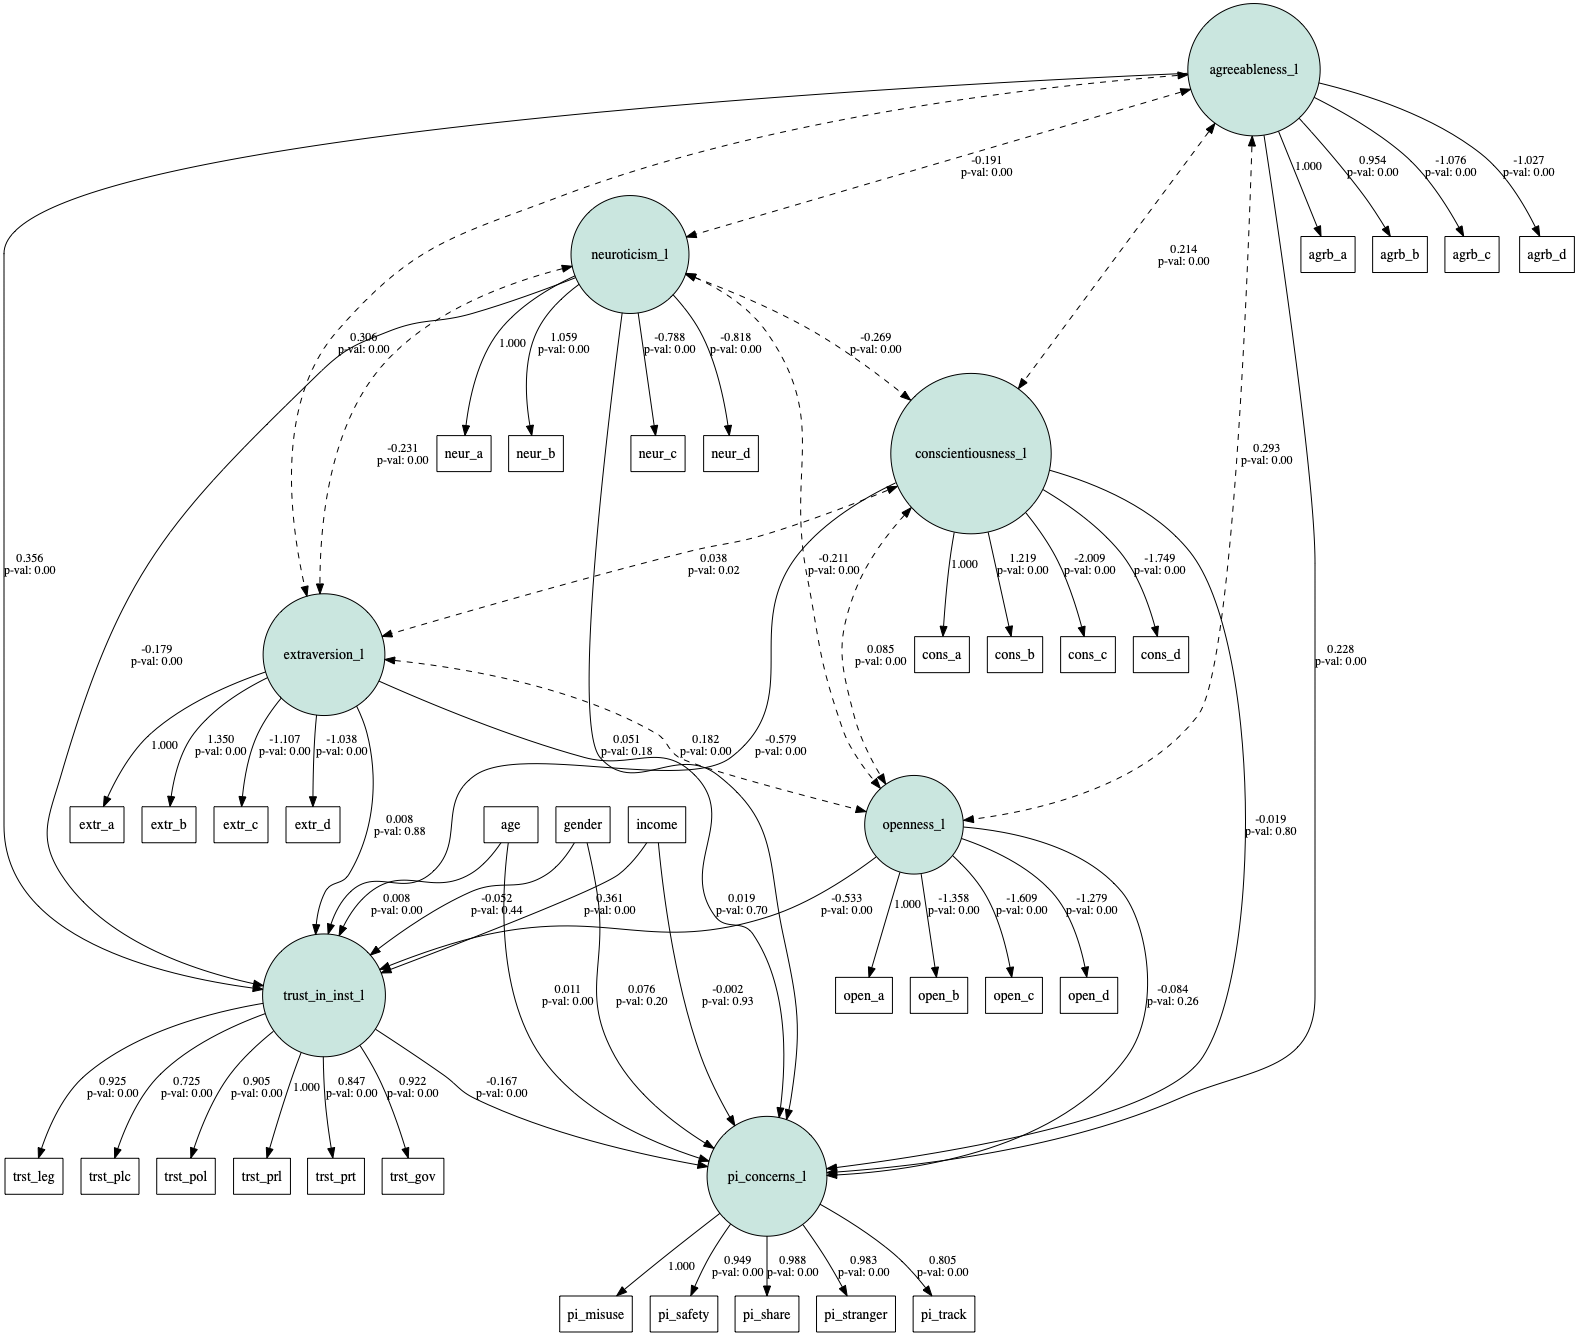 agreeableness_l
-0.191
p-val: 0.00
1.000
0.954
p-val: 0.00
-1.076
p-val: 0.00
-1.027
p-val: 0.00
neuroticism_l
0.214
p-val: 0.00
agrb_a
agrb_b
agrb_c
agrb_d
0.306
p-val: 0.00
1.000
1.059
p-val: 0.00
-0.788
p-val: 0.00
-0.818
p-val: 0.00
-0.269
p-val: 0.00
-0.231
p-val: 0.00
neur_a
neur_b
neur_c
neur_d
conscientiousness_l
0.293
p-val: 0.00
0.356
p-val: 0.00
0.038
p-val: 0.02
-0.211
p-val: 0.00
1.000
1.219
p-val: 0.00
-2.009
p-val: 0.00
-1.749
p-val: 0.00
-0.179
p-val: 0.00
extraversion_l
0.085
p-val: 0.00
cons_a
cons_b
cons_c
cons_d
0.228
p-val: 0.00
1.000
1.350
p-val: 0.00
-1.107
p-val: 0.00
-1.038
p-val: 0.00
0.051
p-val: 0.18
0.182
p-val: 0.00
-0.579
p-val: 0.00
extr_a
extr_b
extr_c
extr_d
0.008
p-val: 0.88
age
gender
income
openness_l
-0.019
p-val: 0.80
0.008
p-val: 0.00
-0.052
p-val: 0.44
0.361
p-val: 0.00
0.019
p-val: 0.70
-0.533
p-val: 0.00
1.000
-1.358
p-val: 0.00
-1.609
p-val: 0.00
-1.279
p-val: 0.00
trust_in_inst_l
0.011
p-val: 0.00
0.076
p-val: 0.20
-0.002
p-val: 0.93
open_a
open_b
open_c
open_d
-0.084
p-val: 0.26
0.925
p-val: 0.00
0.725
p-val: 0.00
0.905
p-val: 0.00
1.000
0.847
p-val: 0.00
0.922
p-val: 0.00
-0.167
p-val: 0.00
trst_leg
trst_plc
trst_pol
trst_prl
trst_prt
trst_gov
pi_concerns_l
1.000
0.949
p-val: 0.00
0.988
p-val: 0.00
0.983
p-val: 0.00
0.805
p-val: 0.00
pi_misuse
pi_safety
pi_share
pi_stranger
pi_track